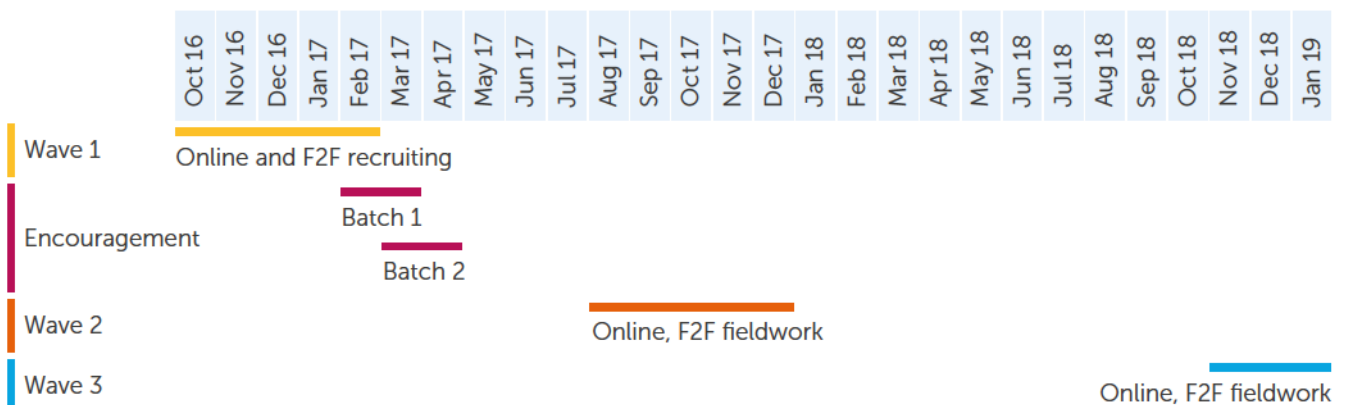 Oct 16 Nov 16 Dec 16 Jan 17 Feb 17 Mar 17 Apr 17 May 17 Jun 17 Jul 17 Aug 17 Sep 17 Oct 17 Nov 17 Dec 17 Jan 18 Feb 18 Mar 18 Apr 18 May 18 Jun 18 Jul 18 Aug 18 Sep 18 Oct 18 Nov 18 Dec 18 Jan 19
Wave 1
Online and F2F recruiting
Encouragement
Batch 1
Batch 2
Wave 2
Online, F2F fieldwork
Wave 3
Online, F2F fieldwork